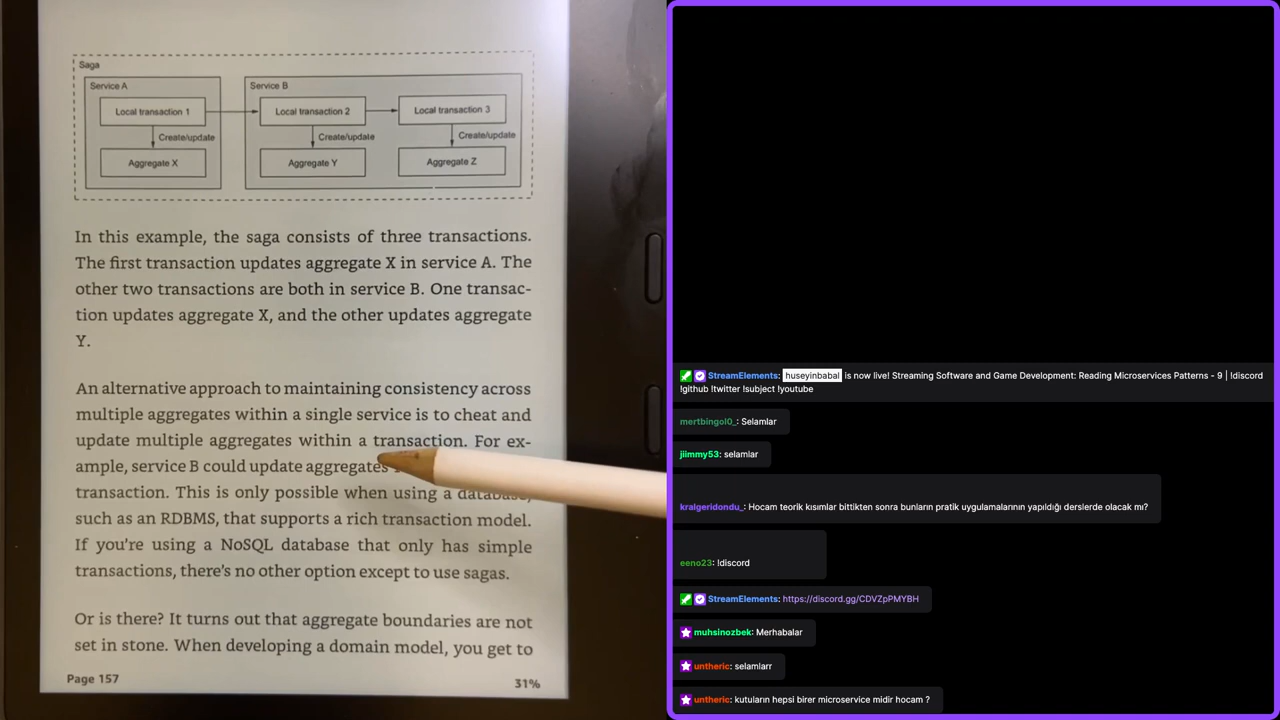 Saga
Service A
Service B
Local transaction 1
Local transaction 2
Local transaction 3
Create/update
Create/update
Create/update
Aggregate X
Aggregate Y
Aggregate Z
In this example, the saga consists of three transactions.
The first transaction updates aggregate X in service A. The
other two transactions are both in service B. One transac-
tion updates aggregate X, and the other updates aggregate
Y.
An alternative approach to maintaining consistency across
multiple aggregates within a single service is to cheat and
update multiple aggregates within a transaction. For ex-
ample, service B could update aggregates
transaction. This is only possible when using a database,
such as an RDBMS, that supports a rich transaction model.
If you're using a NoSQL database that only has simple
transactions, there's no other option except to use sagas.
Or is there? It turns out that aggregate boundaries are not
set in stone. When developing a domain model, you get to
Page 157
31%
StreamElements: huseyinbabal is now live! Streaming Software and Game Development: Reading Microservices Patterns - 9 | !discord
!github !twitter !subject !youtube
mertbingol0_: Selamlar
jiimmy53: selamlar
kralgeridondu_: Hocam teorik kısımlar bittikten sonra bunların pratik uygulamalarının yapıldığı derslerde olacak mı?
eeno23: !discord
StreamElements: https://discord.gg/CDVZpPMYBH
muhsinozbek: Merhabalar
untheric: selamlarr
untheric: kutuların hepsi birer microservice midir hocam ?